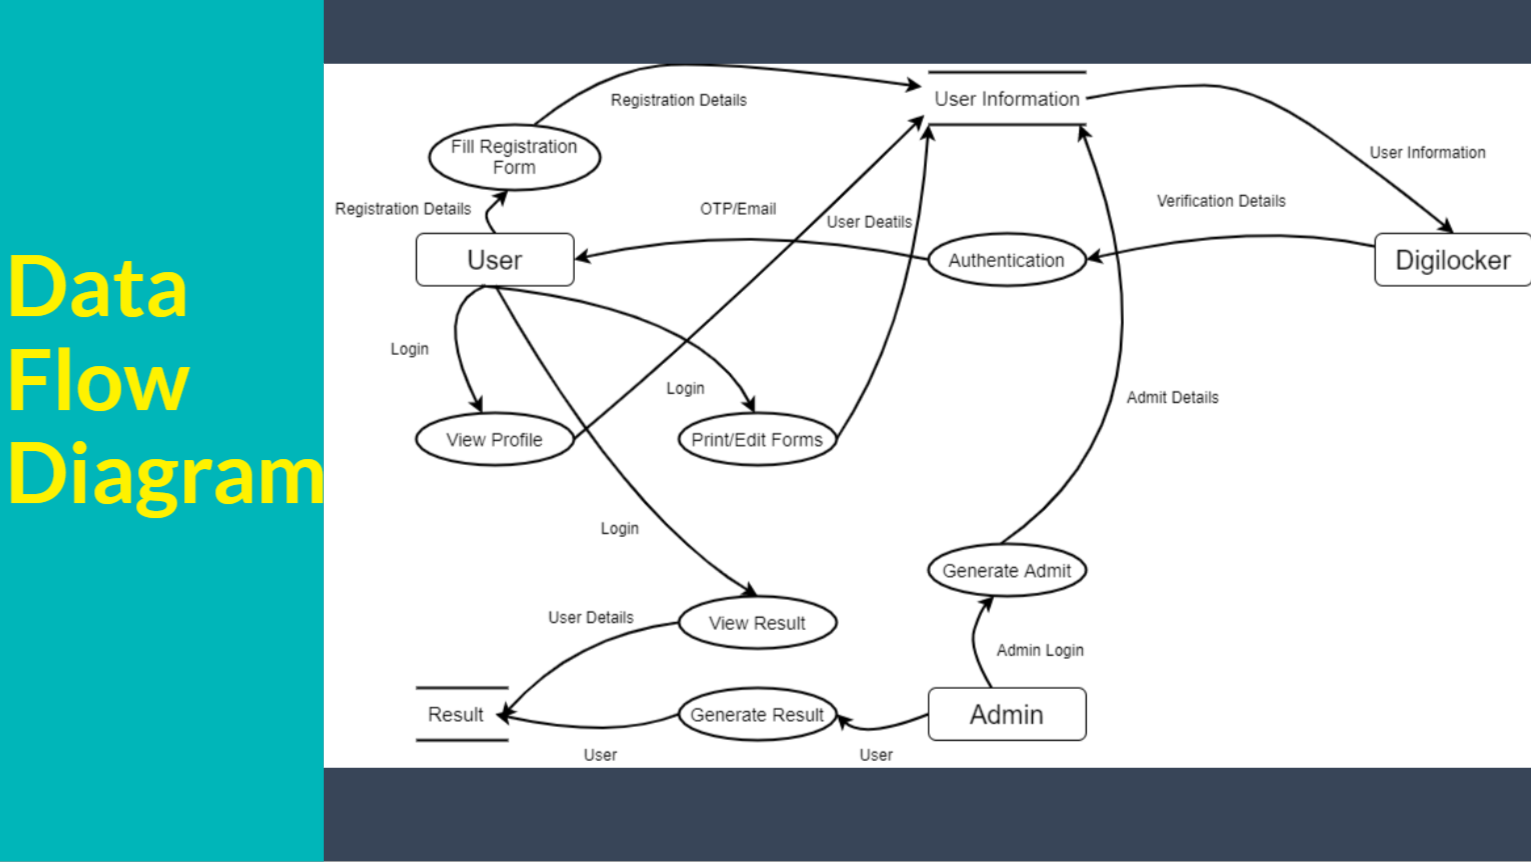 Data
Flow
Diagram
Registration Details
User Information
Fill Registration
Form
User Information
Registration Details
OTP/Email
User Deatils
Verification Details
User
Authentication
Digilocker
Login
Login
Admit Details
View Profile
Print/Edit Forms
Login
Generate Admit
User Details
View Result
Admin Login
Result
Generate Result
Admin
User
User